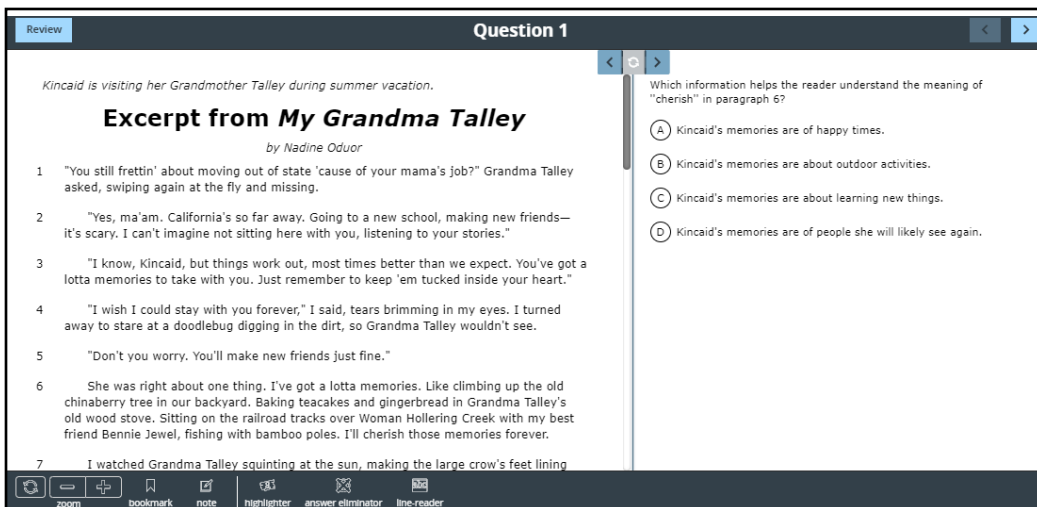 Review
Question 1
Kincaid is visiting her Grandmother Talley during summer vacation.
Excerpt from My Grandma Talley
by Nadine Oduor
1 "You still frettin' about moving out of state 'cause of your mama's job?" Grandma Talley
asked, swiping again at the fly and missing.
2 "Yes, ma'am. California's so far away. Going to a new school, making new friends—
it's scary. I can't imagine not sitting here with you, listening to your stories."
3 "I know, Kincaid, but things work out, most times better than we expect. You've got a
lotta memories to take with you. Just remember to keep 'em tucked inside your heart."
4 "I wish I could stay with you forever," I said, tears brimming in my eyes. I turned
away to stare at a doodlebug digging in the dirt, so Grandma Talley wouldn't see.
5 "Don't you worry. You'll make new friends just fine."
6 She was right about one thing. I've got a lotta memories. Like climbing up the old
chinaberry tree in our backyard. Baking teacakes and gingerbread in Grandma Talley's
old wood stove. Sitting on the railroad tracks over Woman Hollering Creek with my best
friend Bennie Jewel, fishing with bamboo poles. I'll cherish those memories forever.
7 I watched Grandma Talley squinting at the sun, making the large crow's feet lining
Which information helps the reader understand the meaning of
"cherish" in paragraph 6?
A Kincaid's memories are of happy times.
B Kincaid's memories are about outdoor activities.
C Kincaid's memories are about learning new things.
D Kincaid's memories are of people she will likely see again.
zoom bookmark note highlighter answer eliminator line-reader